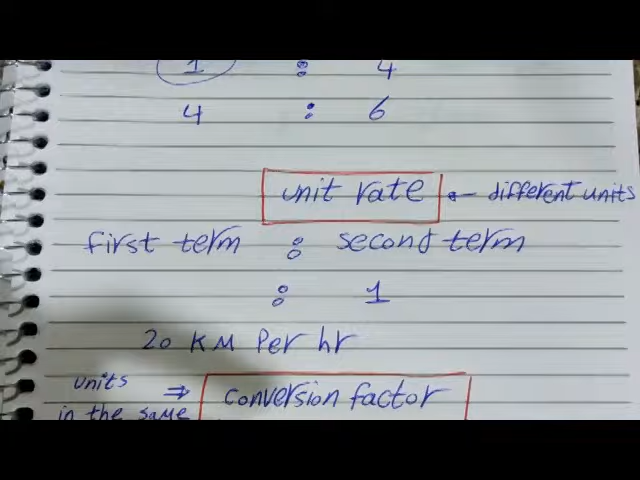 1 : 4
4 : 6
unit rate ← different units
first term : second term
: 1
20 KM Per hr
units ⇒ conversion factor
in the same